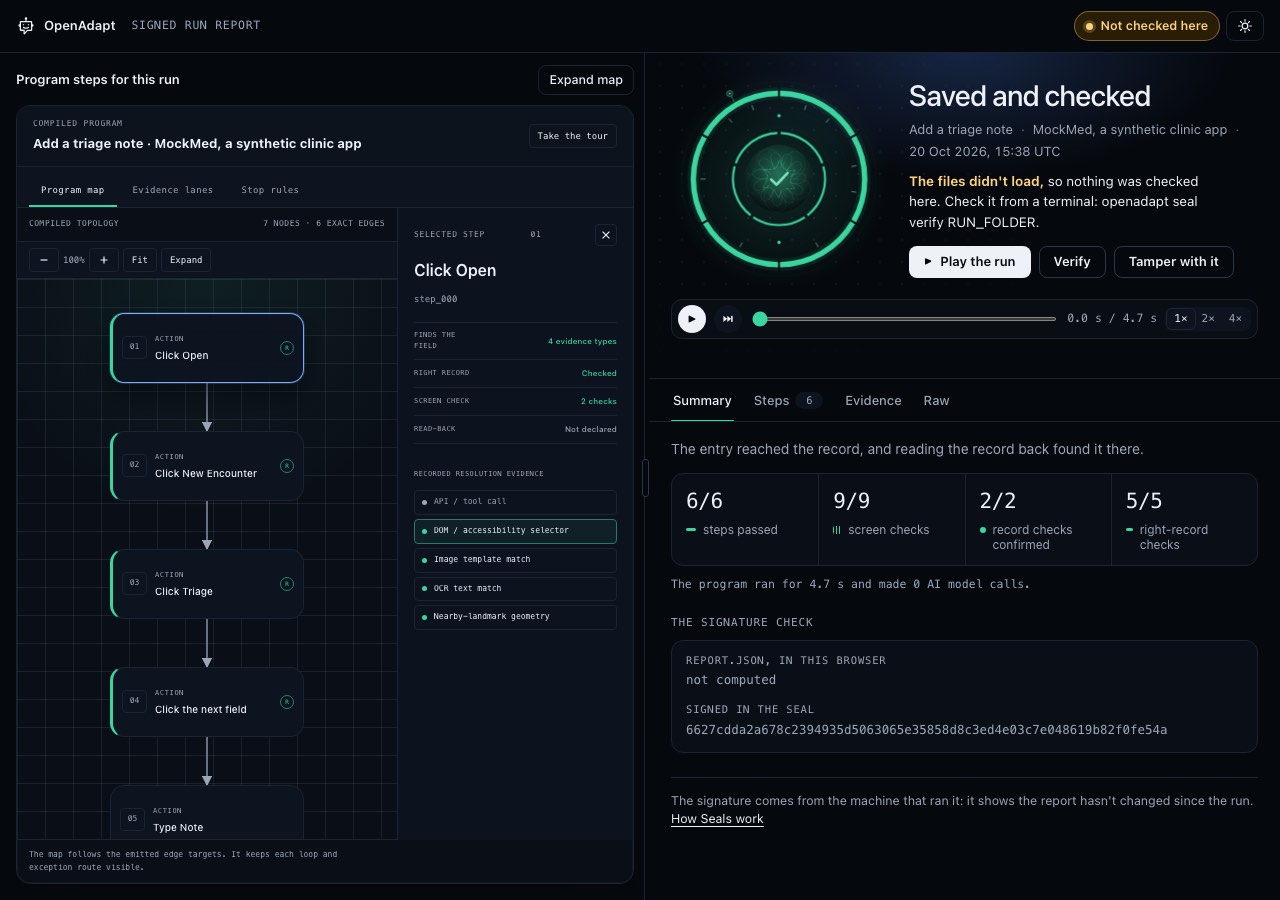 OpenAdapt
SIGNED RUN REPORT
Not checked here
Program steps for this run
Expand map
COMPILED PROGRAM
Add a triage note · MockMed, a synthetic clinic app
Take the tour
Program map
Evidence lanes
Stop rules
COMPILED TOPOLOGY
7 NODES · 6 EXACT EDGES
100%
Fit
Expand
01
ACTION
Click Open
R
02
ACTION
Click New Encounter
R
03
ACTION
Click Triage
R
04
ACTION
Click the next field
R
05
ACTION
Type Note
The map follows the emitted edge targets. It keeps each loop and
exception route visible.
SELECTED STEP
01
Click Open
step_000
FINDS THE
FIELD
4 evidence types
RIGHT RECORD
Checked
SCREEN CHECK
2 checks
READ-BACK
Not declared
RECORDED RESOLUTION EVIDENCE
API / tool call
DOM / accessibility selector
Image template match
OCR text match
Nearby-landmark geometry
Saved and checked
Add a triage note · MockMed, a synthetic clinic app ·
20 Oct 2026, 15:38 UTC
The files didn't load, so nothing was checked
here. Check it from a terminal: openadapt seal
verify RUN_FOLDER.
Play the run
Verify
Tamper with it
0.0 s / 4.7 s
1×
2×
4×
Summary
Steps 6
Evidence
Raw
The entry reached the record, and reading the record back found it there.
6/6
steps passed
9/9
screen checks
2/2
record checks
confirmed
5/5
right-record
checks
The program ran for 4.7 s and made 0 AI model calls.
THE SIGNATURE CHECK
REPORT.JSON, IN THIS BROWSER
not computed
SIGNED IN THE SEAL
6627cdda2a678c2394935d5063065e35858d8c3ed4e03c7e048619b82f0fe54a
The signature comes from the machine that ran it: it shows the report hasn't changed since the run.
How Seals work